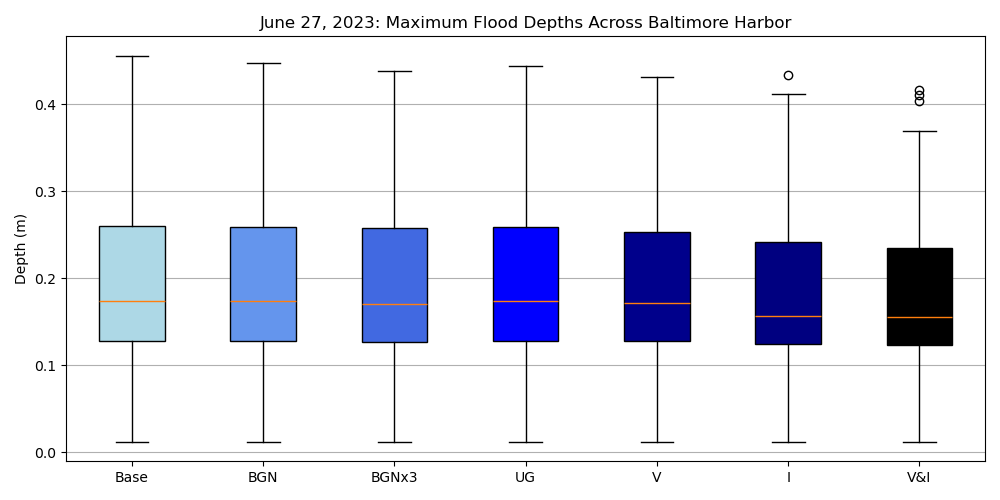 June 27, 2023: Maximum Flood Depths Across Baltimore Harbor
Depth (m)
0.4
0.3
0.2
0.1
0.0
Base BGN BGNx3 UG V I V&I